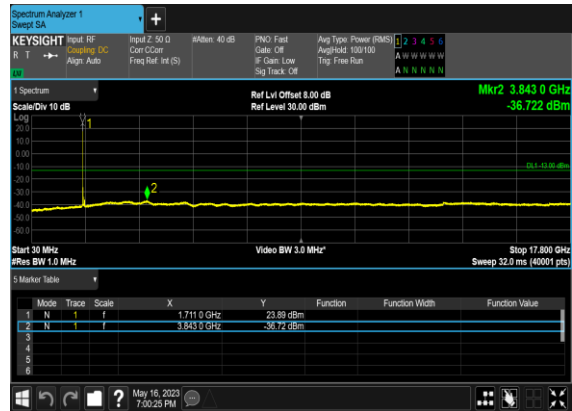 Spectrum Analyzer 1
Swept SA
+
KEYSIGHT Input: RF Input Z: 50 Ω #Atten: 40 dB PNO: Fast Avg Type: Power (RMS) 1 2 3 4 5 6
R T Coupling: DC Corr CCorr Gate: Off Avg|Hold: 100/100 A W W W W W
Align: Auto Freq Ref: Int (S) IF Gain: Low Trig: Free Run
Sig Track: Off A N N N N N
1 Spectrum Ref Lvl Offset 8.00 dB Mkr2 3.843 0 GHz
Scale/Div 10 dB Ref Level 30.00 dBm -36.722 dBm
Log
1
20.0
10.0
0.00
-10.0
DL1 -13.00 dBm
-20.0
-30.0
2
-40.0
-50.0
-60.0
Start 30 MHz Video BW 3.0 MHz* Stop 17.800 GHz
#Res BW 1.0 MHz Sweep 32.0 ms (40001 pts)
5 Marker Table
Mode Trace Scale X Y Function Function Width Function Value
1 N 1 f 1.711 0 GHz 23.89 dBm
2 N 1 f 3.843 0 GHz -36.72 dBm
3
4
5
6
? May 16, 2023
7:00:25 PM